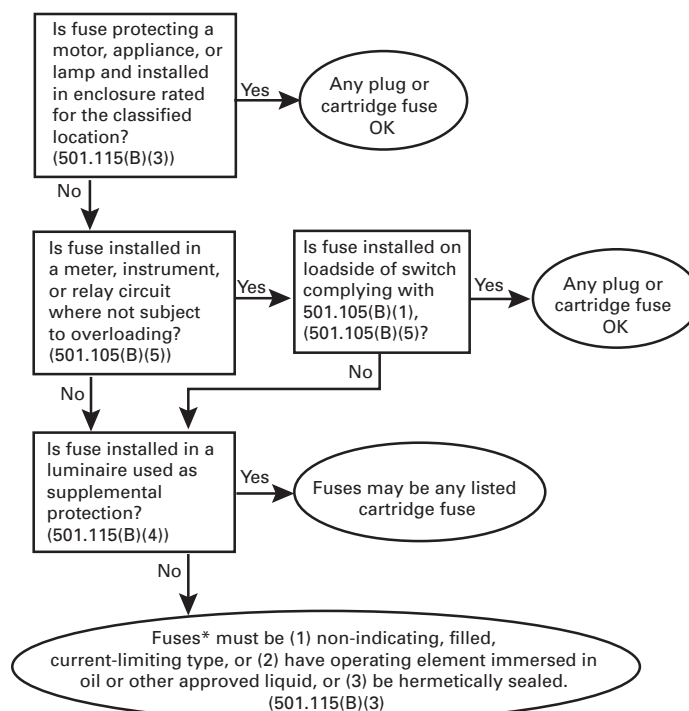 Is fuse protecting a
motor, appliance, or
lamp and installed
in enclosure rated
for the classified
location?
(501.115(B)(3))
Yes
Any plug or
cartridge fuse
OK
No
Is fuse installed in
a meter, instrument,
or relay circuit
where not subject
to overloading?
(501.105(B)(5))
Yes
Is fuse installed on
loadside of switch
complying with
501.105(B)(1),
(501.105(B)(5)?
Yes
Any plug or
cartridge fuse
OK
No
No
Is fuse installed in a
luminaire used as
supplemental
protection?
(501.115(B)(4))
Yes
Fuses may be any listed
cartridge fuse
No
Fuses* must be (1) non-indicating, filled,
current-limiting type, or (2) have operating element immersed in
oil or other approved liquid, or (3) be hermetically sealed.
(501.115(B)(3)